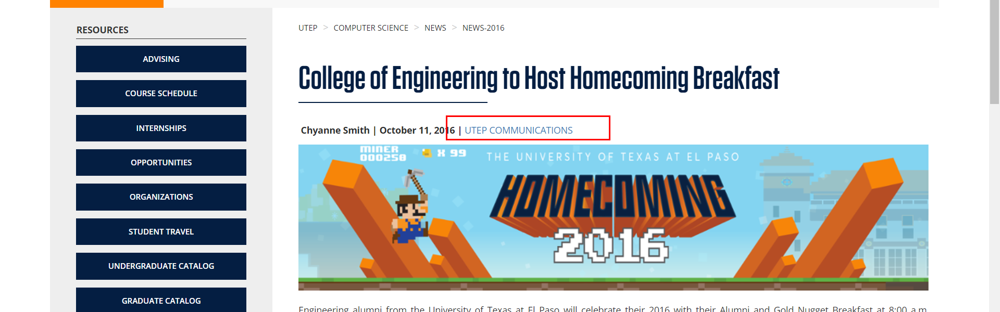 RESOURCES
ADVISING
COURSE SCHEDULE
INTERNSHIPS
OPPORTUNITIES
ORGANIZATIONS
STUDENT TRAVEL
UNDERGRADUATE CATALOG
GRADUATE CATALOG
UTEP > COMPUTER SCIENCE > NEWS > NEWS-2016
College of Engineering to Host Homecoming Breakfast
Chyanne Smith | October 11, 2016 | UTEP COMMUNICATIONS
MINER
000258
X 99
THE UNIVERSITY OF TEXAS AT EL PASO
HOMECOMING
2016
Engineering alumni from the University of Texas at El Paso will celebrate their 2016 with their Alumni and Gold Nugget Breakfast at 8:00 a.m.